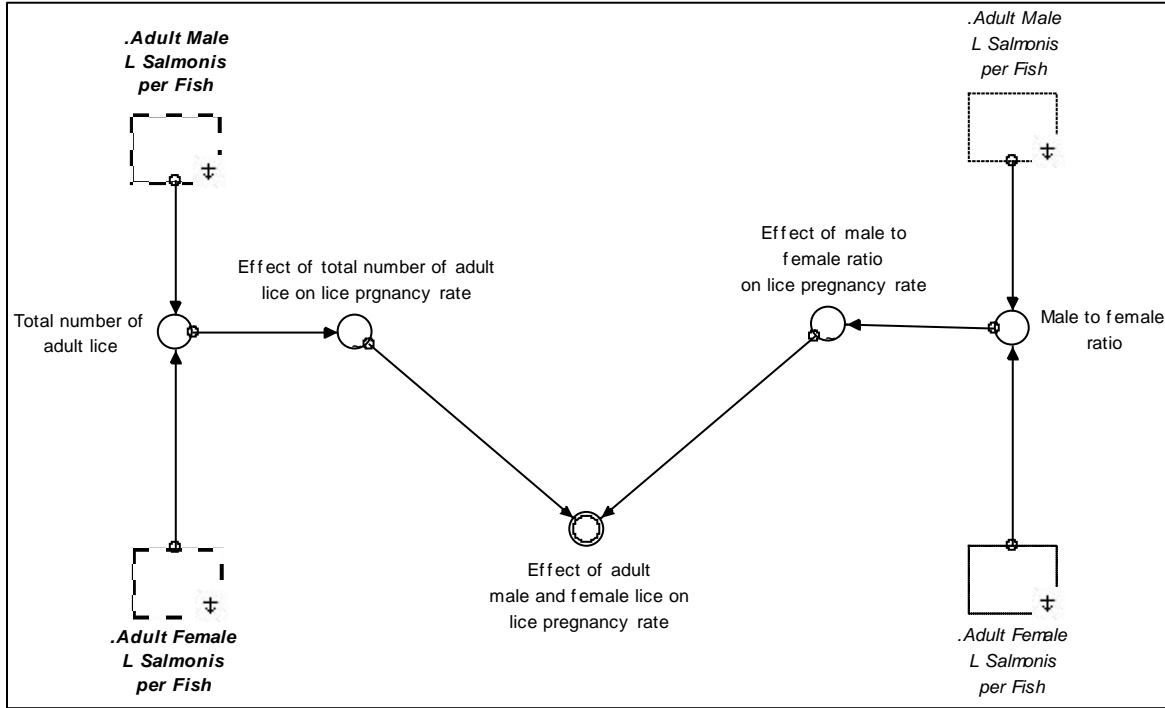 .Adult Male
L Salmonis
per Fish
.Adult Male
L Salmonis
per Fish
Effect of total number of adult
lice on lice prgnancy rate
Effect of male to
female ratio
on lice pregnancy rate
Total number of
adult lice
Male to female
ratio
Effect of adult
male and female lice on
lice pregnancy rate
.Adult Female
L Salmonis
per Fish
.Adult Female
L Salmonis
per Fish